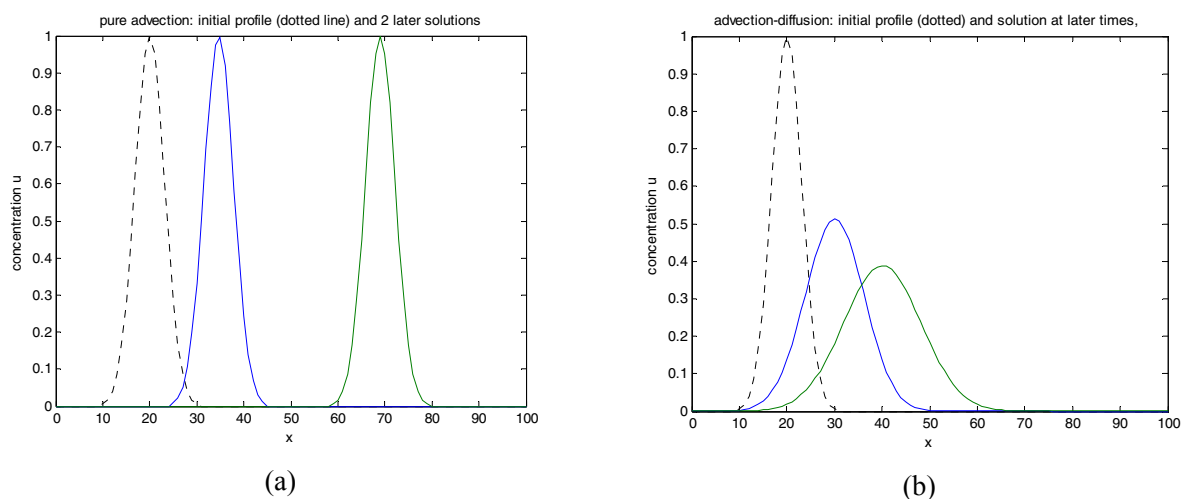 pure advection: initial profile (dotted line) and 2 later solutions
1
0.9
0.8
0.7
0.6
0.5
0.4
0.3
0.2
0.1
0
concentration u
0 10 20 30 40 50 60 70 80 90 100
x
(a)
advection-diffusion: initial profile (dotted) and solution at later times,
1
0.9
0.8
0.7
0.6
0.5
0.4
0.3
0.2
0.1
0
concentration u
0 10 20 30 40 50 60 70 80 90 100
x
(b)